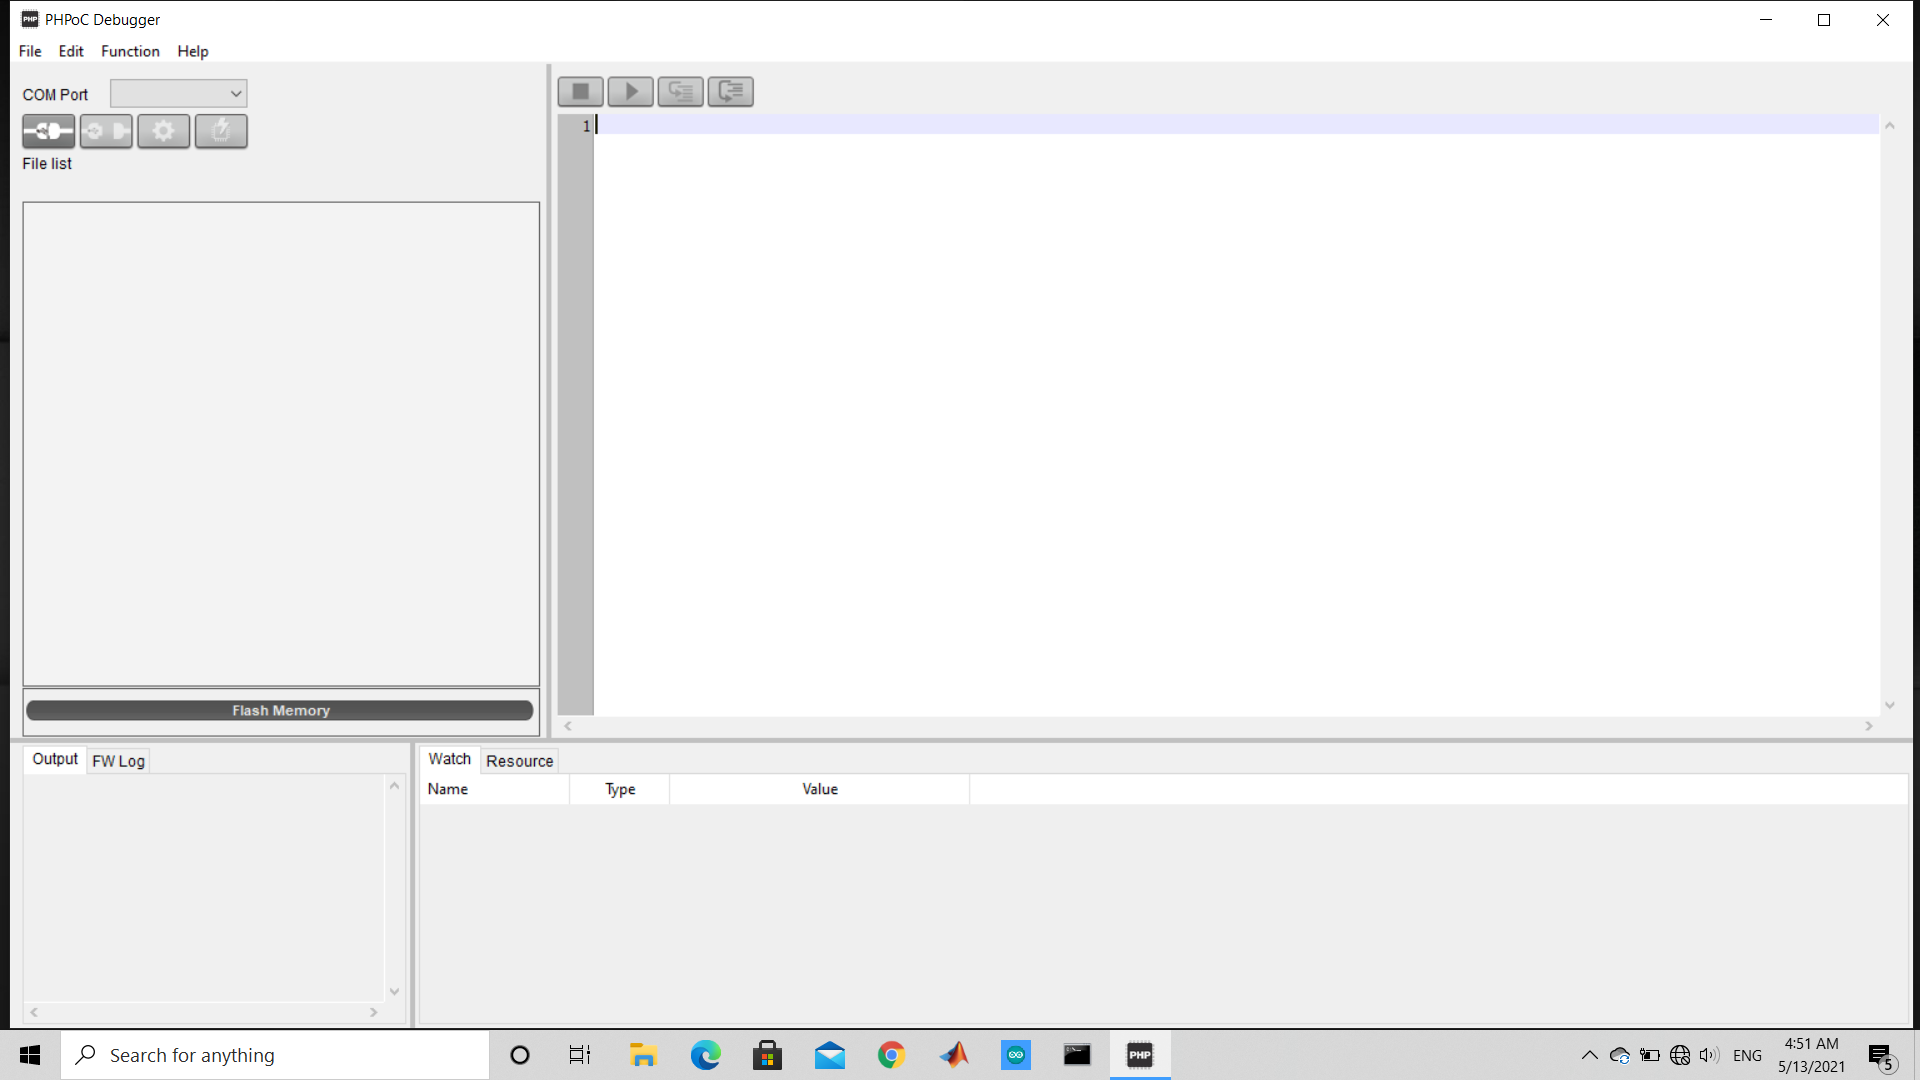 PHP PHPoC Debugger
File Edit Function Help
COM Port
File list
1
Flash Memory
Output FW Log
Watch Resource
Name Type Value
Search for anything
PHP
ENG
4:51 AM
5/13/2021
5